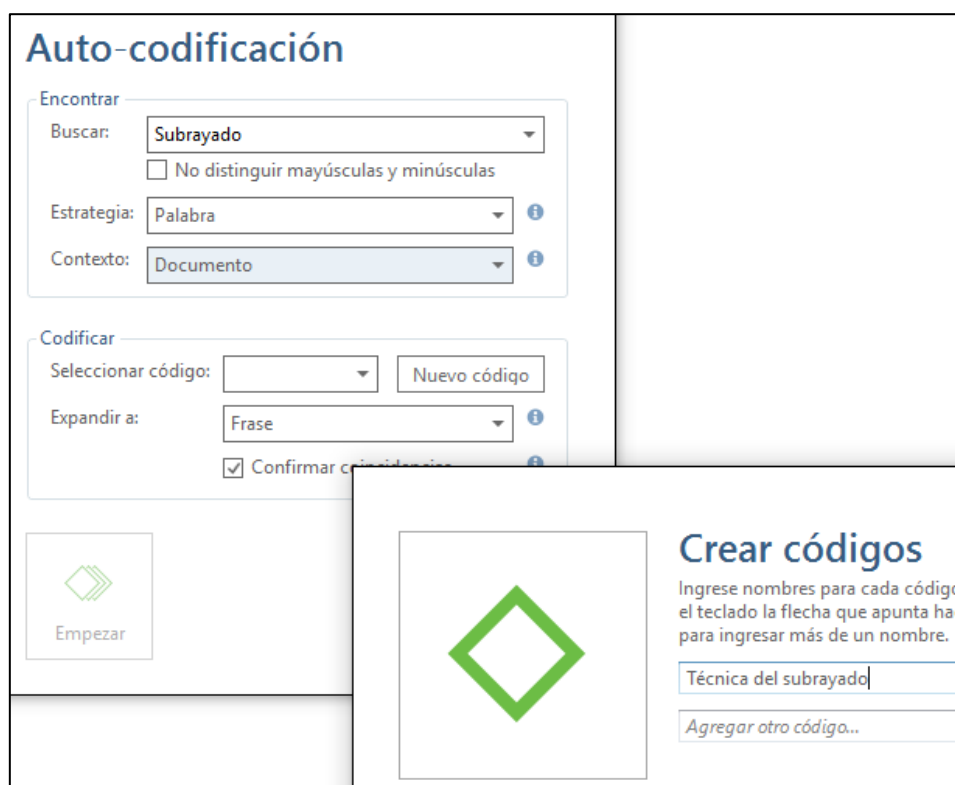 Auto-codificación
Encontrar
Buscar: Subrayado
No distinguir mayúsculas y minúsculas
Estrategia: Palabra
Contexto: Documento
Codificar
Seleccionar código: Nuevo código
Expandir a: Frase
Confirmar coincidencias
Empezar
Crear códigos
Ingrese nombres para cada código
el teclado la flecha que apunta ha
para ingresar más de un nombre.
Técnica del subrayado
Agregar otro código...